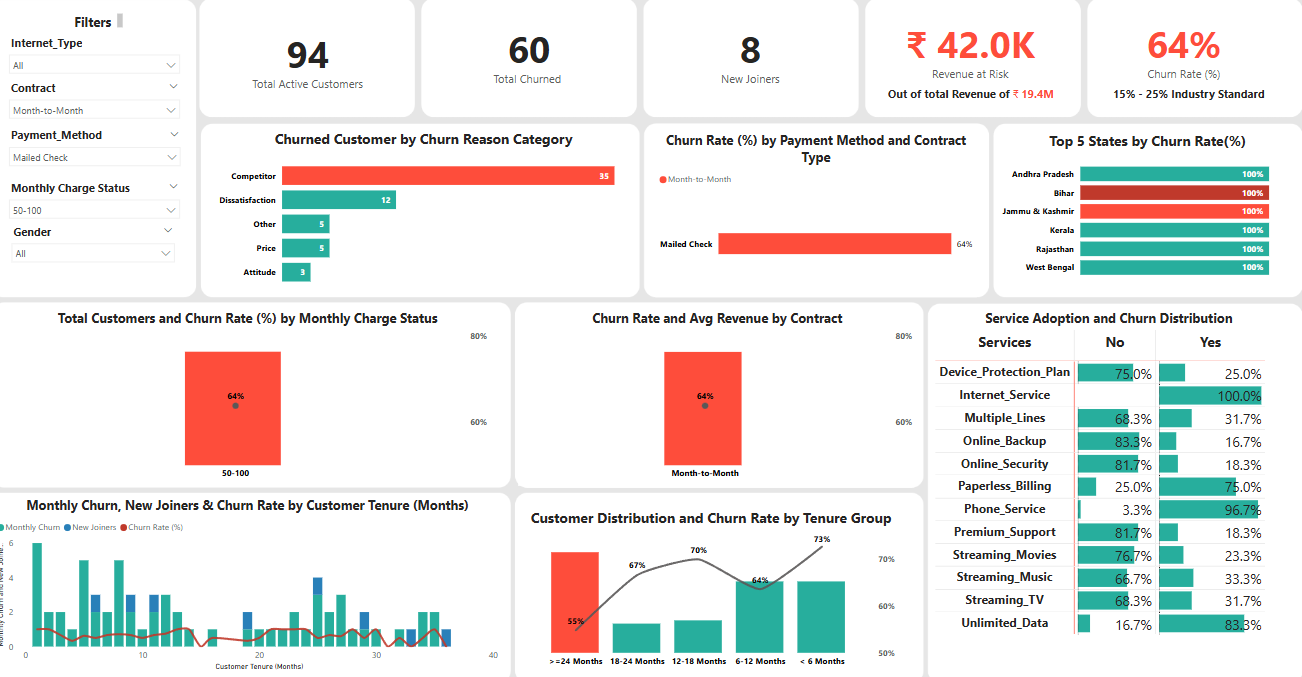 Filters
Internet_Type
All
Contract
Month-to-Month
Payment_Method
Mailed Check
Monthly Charge Status
50-100
Gender
All
94
Total Active Customers
60
Total Churned
8
New Joiners
₹ 42.0K
Revenue at Risk
Out of total Revenue of ₹ 19.4M
64%
Churn Rate (%)
15% - 25% Industry Standard
Churned Customer by Churn Reason Category
Competitor 35
Dissatisfaction 12
Other 5
Price 5
Attitude 3
Churn Rate (%) by Payment Method and Contract
Type
Month-to-Month
Mailed Check 64%
Top 5 States by Churn Rate(%)
Andhra Pradesh 100%
Bihar 100%
Jammu & Kashmir 100%
Kerala 100%
Rajasthan 100%
West Bengal 100%
Total Customers and Churn Rate (%) by Monthly Charge Status
80%
64%
60%
50-100
Churn Rate and Avg Revenue by Contract
80%
64%
60%
Month-to-Month
Service Adoption and Churn Distribution
Services No Yes
Device_Protection_Plan 75.0% 25.0%
Internet_Service 100.0%
Multiple_Lines 68.3% 31.7%
Online_Backup 83.3% 16.7%
Online_Security 81.7% 18.3%
Paperless_Billing 25.0% 75.0%
Phone_Service 3.3% 96.7%
Premium_Support 81.7% 18.3%
Streaming_Movies 76.7% 23.3%
Streaming_Music 66.7% 33.3%
Streaming_TV 68.3% 31.7%
Unlimited_Data 16.7% 83.3%
Monthly Churn, New Joiners & Churn Rate by Customer Tenure (Months)
Monthly Churn New Joiners Churn Rate (%)
Monthly Churn and New
6
4
2
0
0 10 20 30 40
Customer Tenure (Months)
Customer Distribution and Churn Rate by Tenure Group
55% 67% 70% 64% 73%
70%
60%
50%
>=24 Months 18-24 Months 12-18 Months 6-12 Months < 6 Months